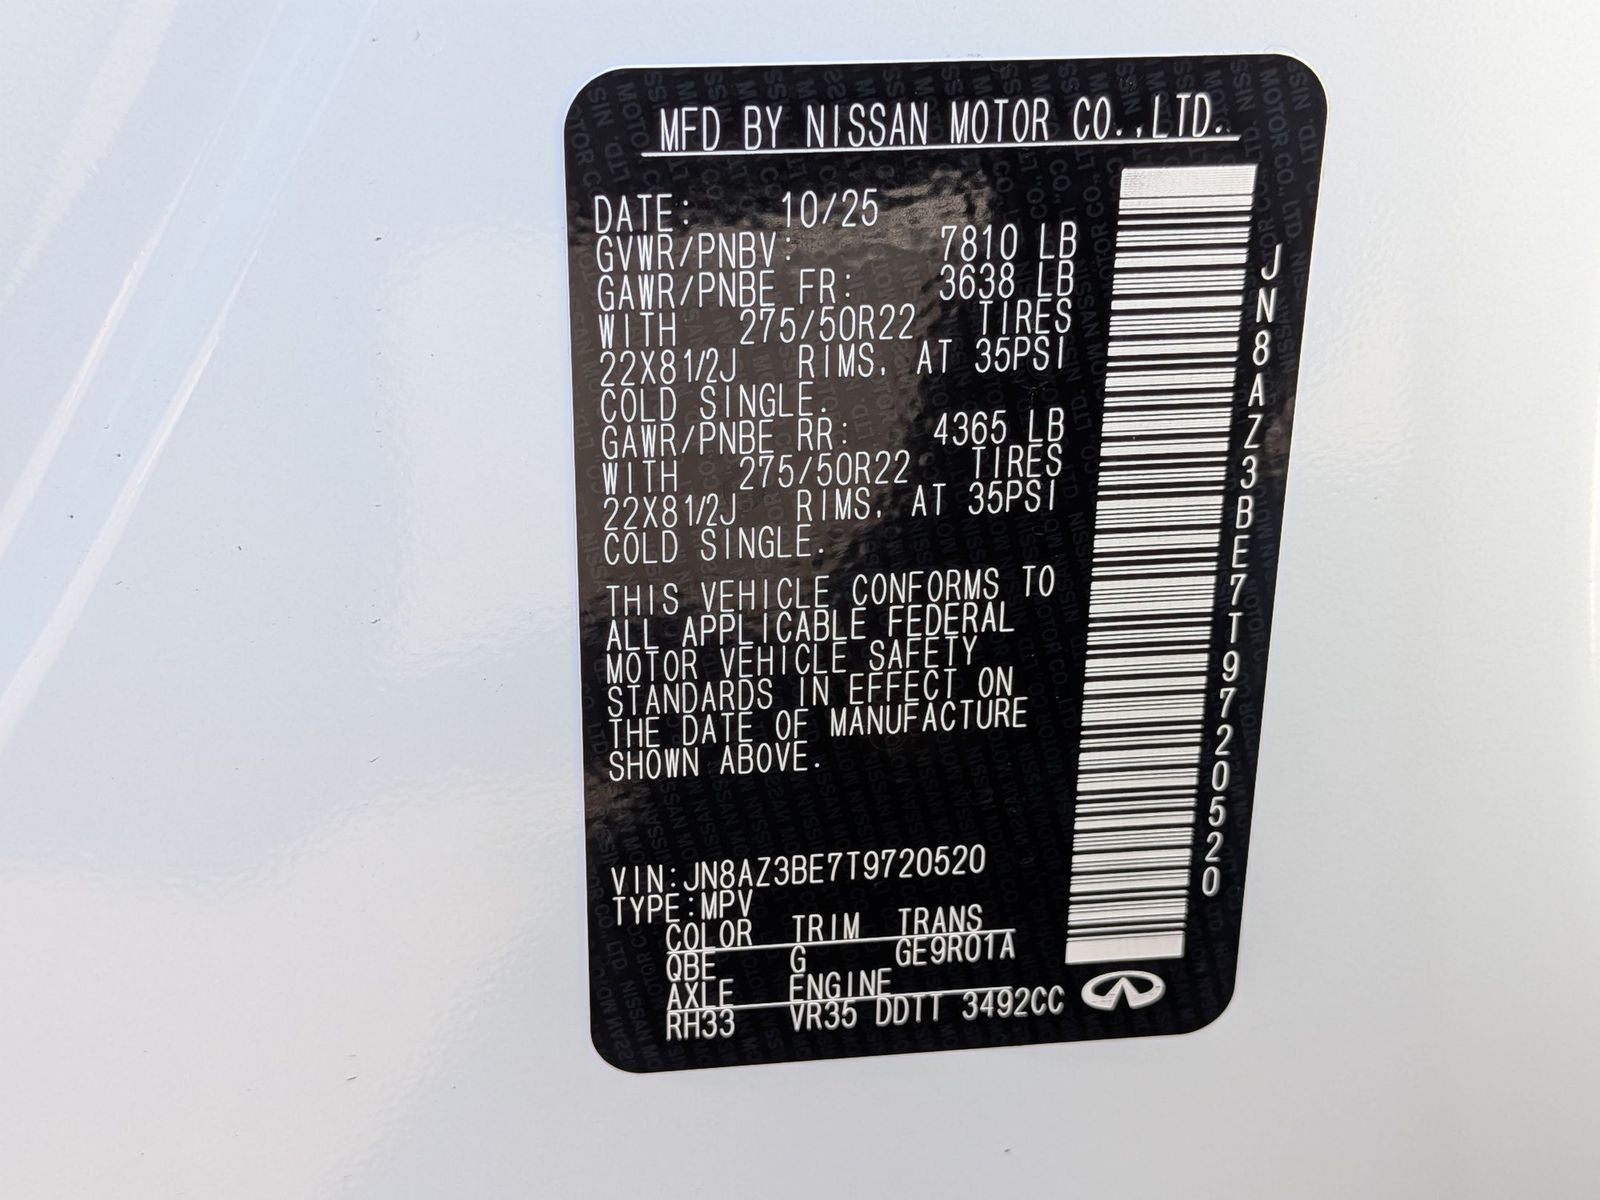 MFD BY NISSAN MOTOR CO.,LTD.
DATE: 10/25
GVWR/PNBV: 7810 LB
GAWR/PNBE FR: 3638 LB
WITH 275/50R22 TIRES
22X8 1/2J RIMS, AT 35PSI
COLD SINGLE.
GAWR/PNBE RR: 4365 LB
WITH 275/50R22 TIRES
22X8 1/2J RIMS, AT 35PSI
COLD SINGLE.
THIS VEHICLE CONFORMS TO
ALL APPLICABLE FEDERAL
MOTOR VEHICLE SAFETY
STANDARDS IN EFFECT ON
THE DATE OF MANUFACTURE
SHOWN ABOVE.
VIN:JN8AZ3BE7T9720520
TYPE:MPV
COLOR TRIM TRANS
QBE G GE9R01A
AXLE ENGINE
RH33 VR35 DDTT 3492CC
JN8AZ3BE7T9720520